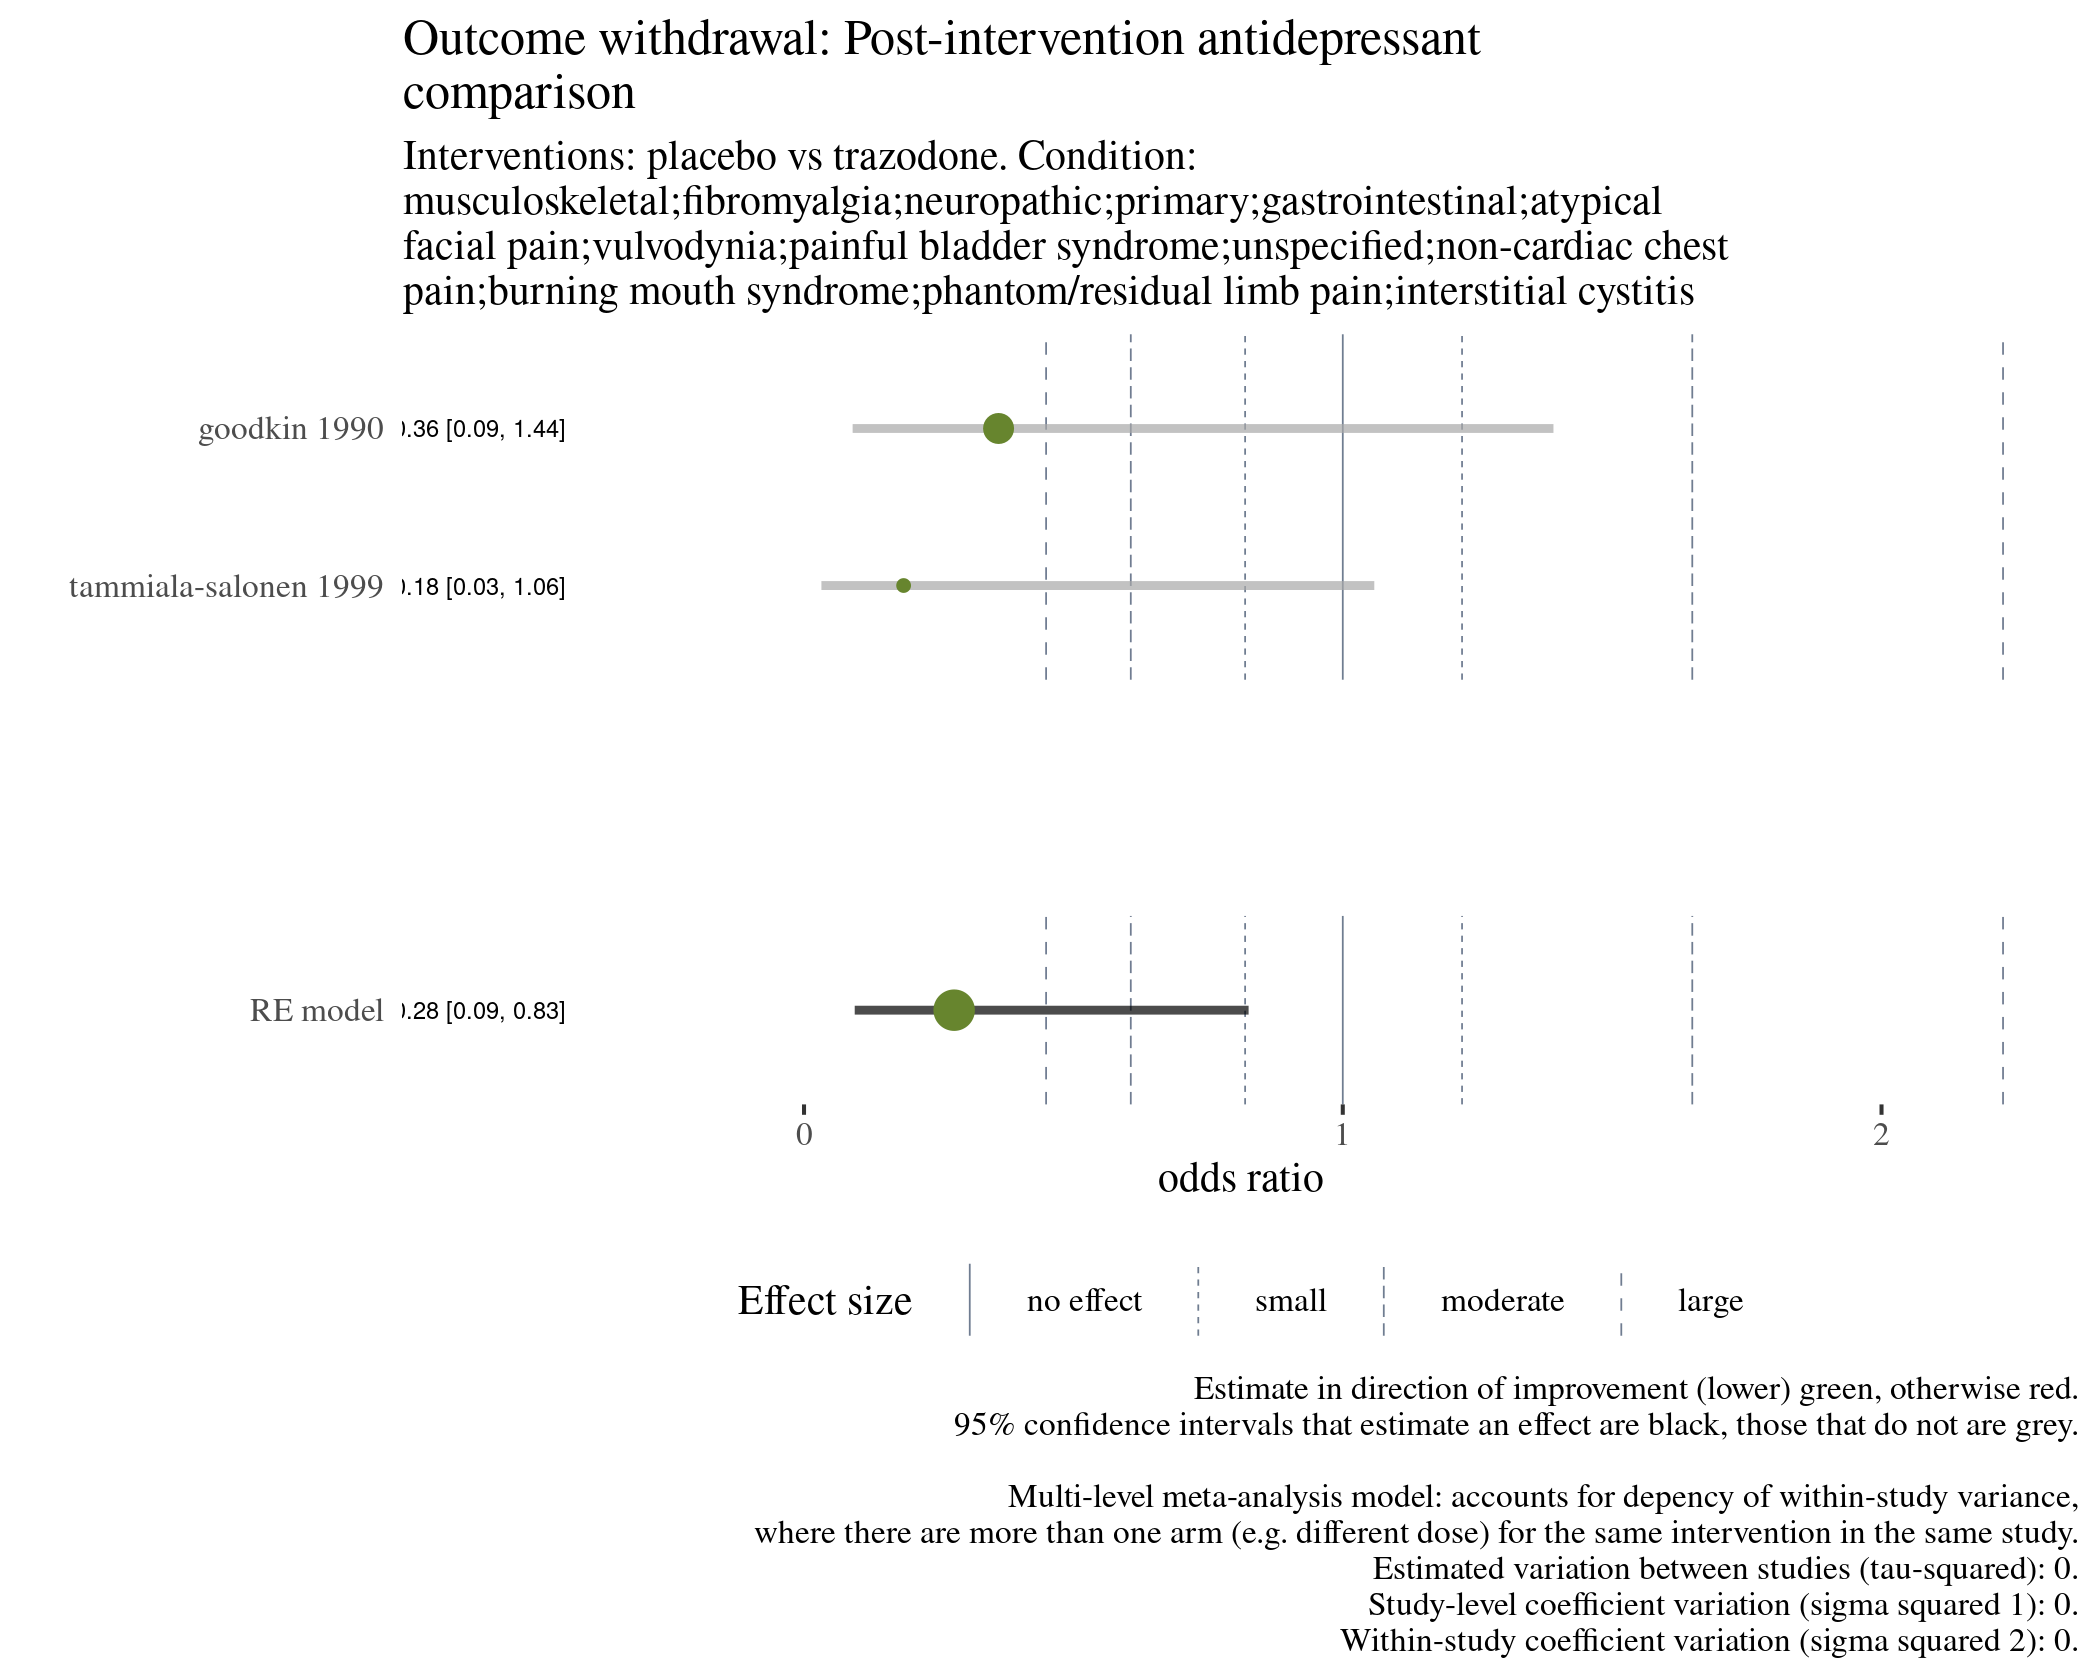 Outcome withdrawal: Post-intervention antidepressant
comparison
Interventions: placebo vs trazodone. Condition:
musculoskeletal;fibromyalgia;neuropathic;primary;gastrointestinal;atypical
facial pain;vulvodynia;painful bladder syndrome;unspecified;non-cardiac chest
pain;burning mouth syndrome;phantom/residual limb pain;interstitial cystitis
goodkin 1990 0.36 [0.09, 1.44]
tammiala-salonen 1999 0.18 [0.03, 1.06]
RE model 0.28 [0.09, 0.83]
0 1 2
odds ratio
Effect size no effect small moderate large
Estimate in direction of improvement (lower) green, otherwise red.
95% confidence intervals that estimate an effect are black, those that do not are grey.
Multi-level meta-analysis model: accounts for depency of within-study variance,
where there are more than one arm (e.g. different dose) for the same intervention in the same study.
Estimated variation between studies (tau-squared): 0.
Study-level coefficient variation (sigma squared 1): 0.
Within-study coefficient variation (sigma squared 2): 0.